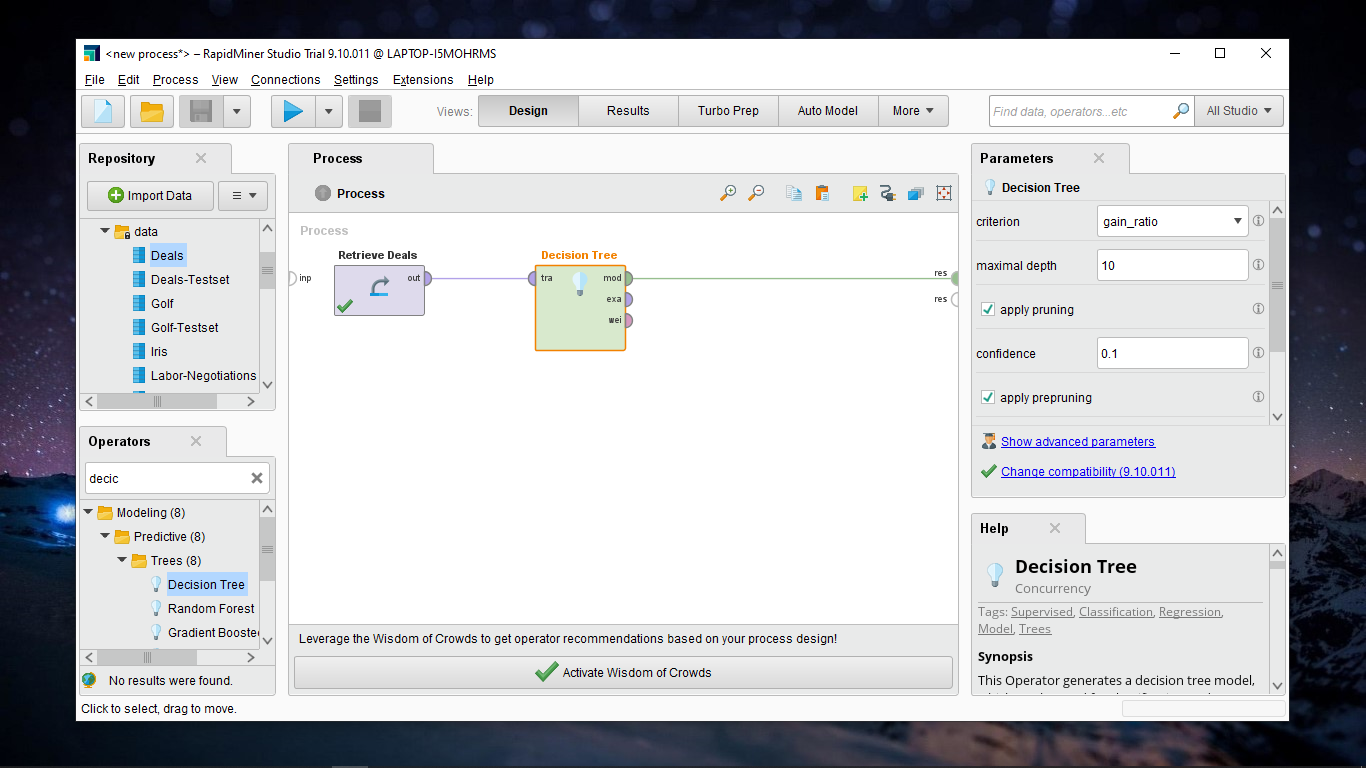 <new process*> – RapidMiner Studio Trial 9.10.011 @ LAPTOP-I5MOHRMS
File Edit Process View Connections Settings Extensions Help
Views: Design Results Turbo Prep Auto Model More Find data, operators...etc All Studio
Repository
Import Data
data
Deals
Deals-Testset
Golf
Golf-Testset
Iris
Labor-Negotiations
Operators
decic
Modeling (8)
Predictive (8)
Trees (8)
Decision Tree
Random Forest
Gradient Booste
No results were found.
Click to select, drag to move.
Process
Process
Process
Retrieve Deals
Decision Tree
inp
out
tra
mod
exa
wei
res
res
Leverage the Wisdom of Crowds to get operator recommendations based on your process design!
Activate Wisdom of Crowds
Parameters
Decision Tree
criterion gain_ratio
maximal depth 10
apply pruning
confidence 0.1
apply prepruning
Show advanced parameters
Change compatibility (9.10.011)
Help
Decision Tree
Concurrency
Tags: Supervised, Classification, Regression,
Model, Trees
Synopsis
This Operator generates a decision tree model,